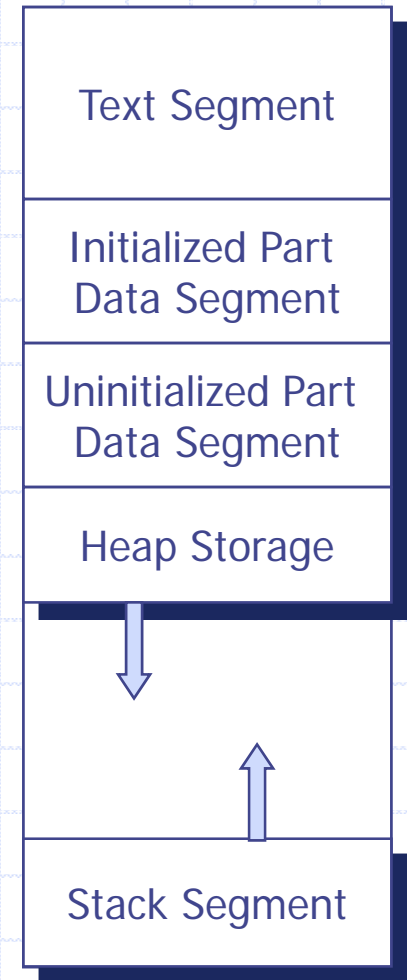 Text Segment
Initialized Part
Data Segment
Uninitialized Part
Data Segment
Heap Storage
Stack Segment